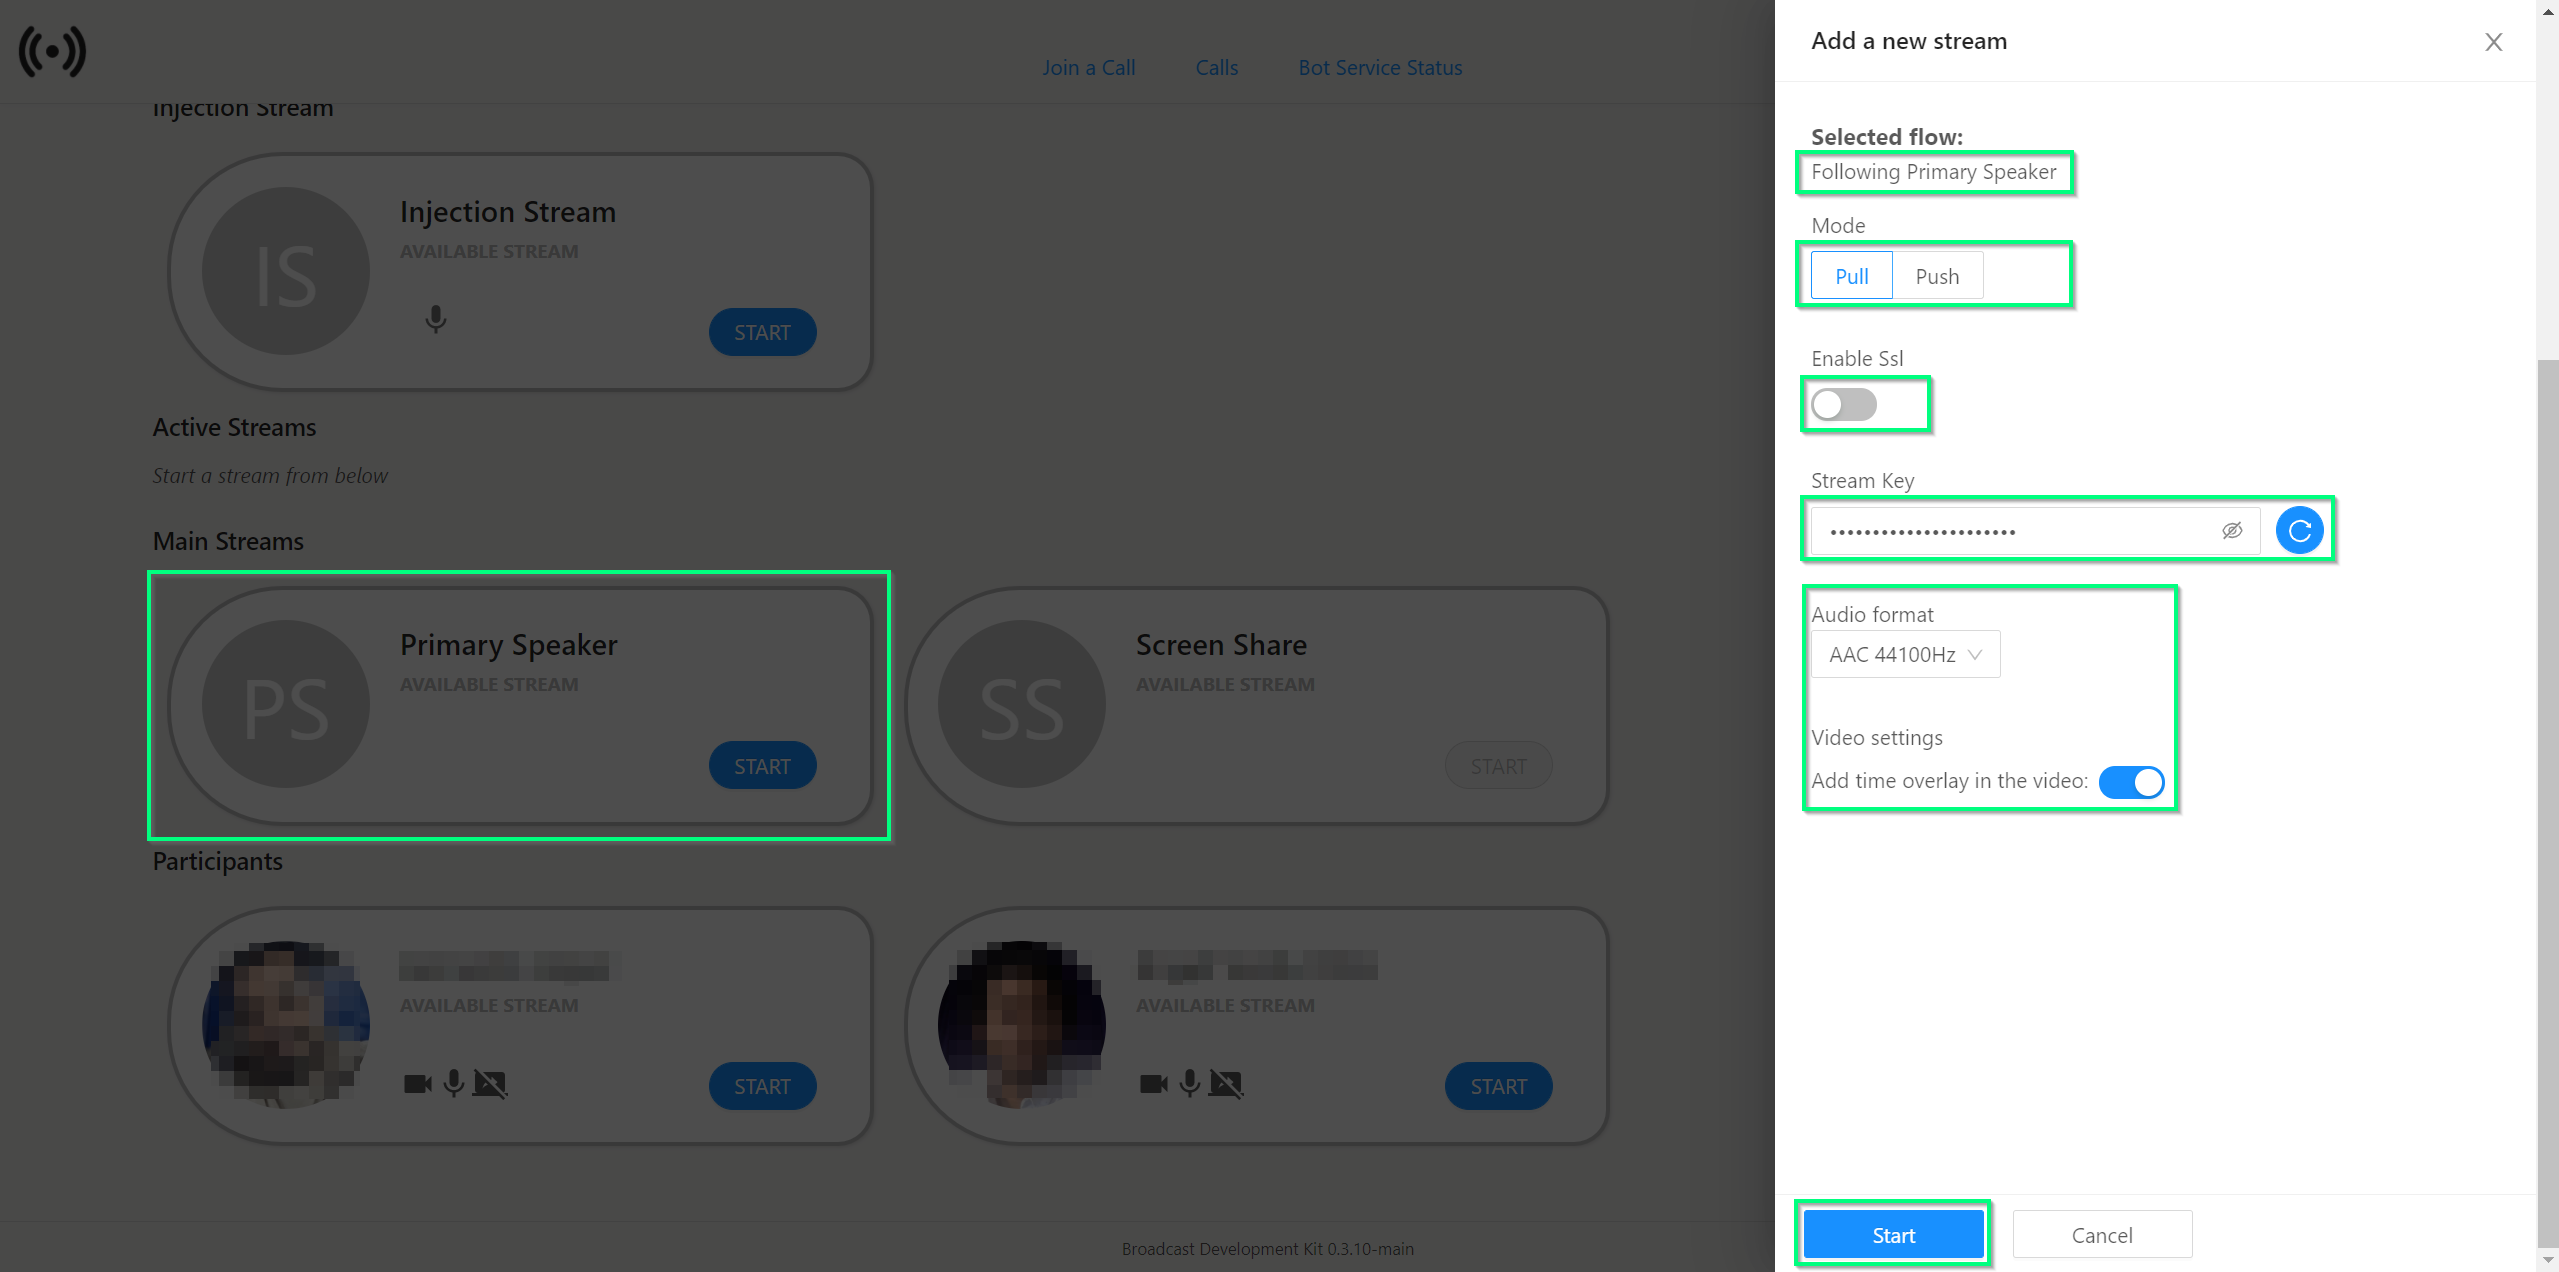 Join a Call
Calls
Bot Service Status
Injection Stream
IS
Injection Stream
AVAILABLE STREAM
START
Active Streams
Start a stream from below
Main Streams
PS
Primary Speaker
AVAILABLE STREAM
START
SS
Screen Share
AVAILABLE STREAM
START
Participants
AVAILABLE STREAM
START
AVAILABLE STREAM
START
Broadcast Development Kit 0.3.10-main
Add a new stream
Selected flow:
Following Primary Speaker
Mode
Pull
Push
Enable Ssl
Stream Key
Audio format
AAC 44100Hz
Video settings
Add time overlay in the video:
Start
Cancel